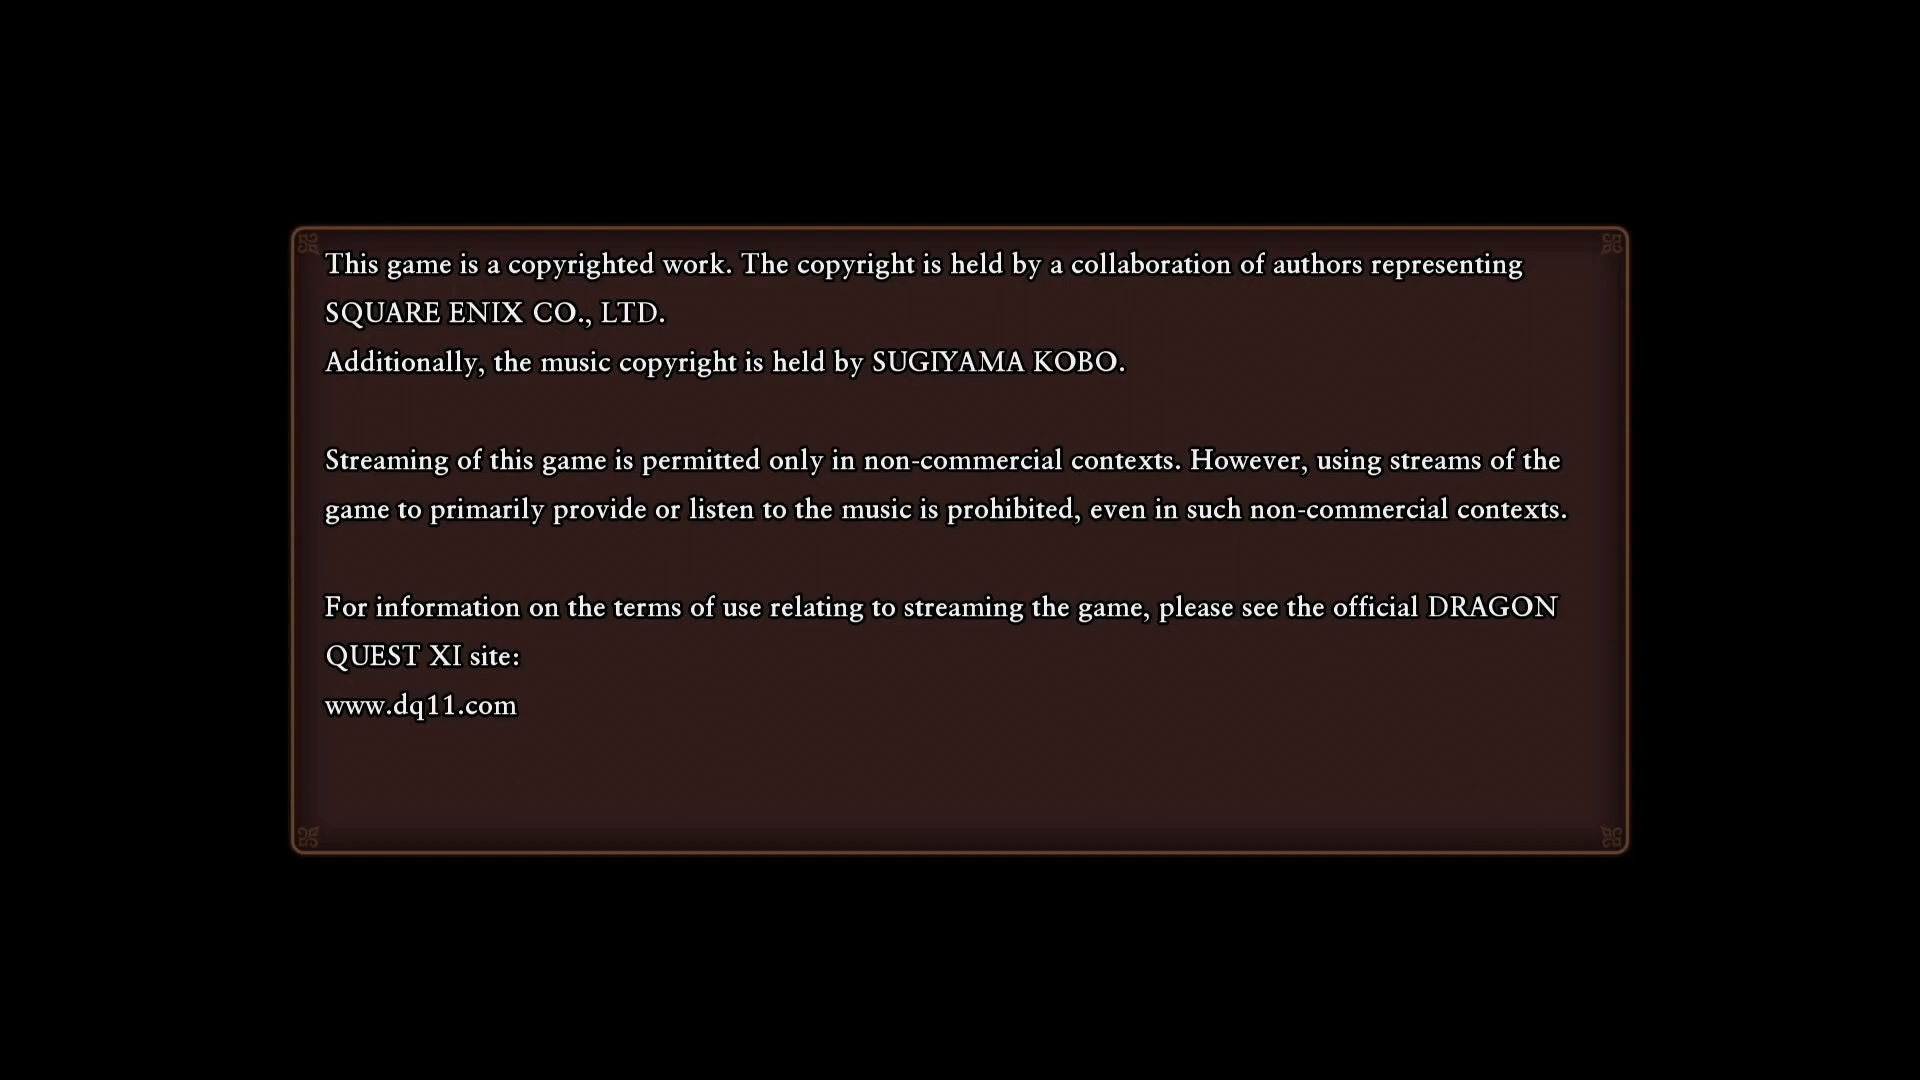 This game is a copyrighted work. The copyright is held by a collaboration of authors representing
SQUARE ENIX CO., LTD.
Additionally, the music copyright is held by SUGIYAMA KOBO.
Streaming of this game is permitted only in non-commercial contexts. However, using streams of the
game to primarily provide or listen to the music is prohibited, even in such non-commercial contexts.
For information on the terms of use relating to streaming the game, please see the official DRAGON
QUEST XI site:
www.dq11.com